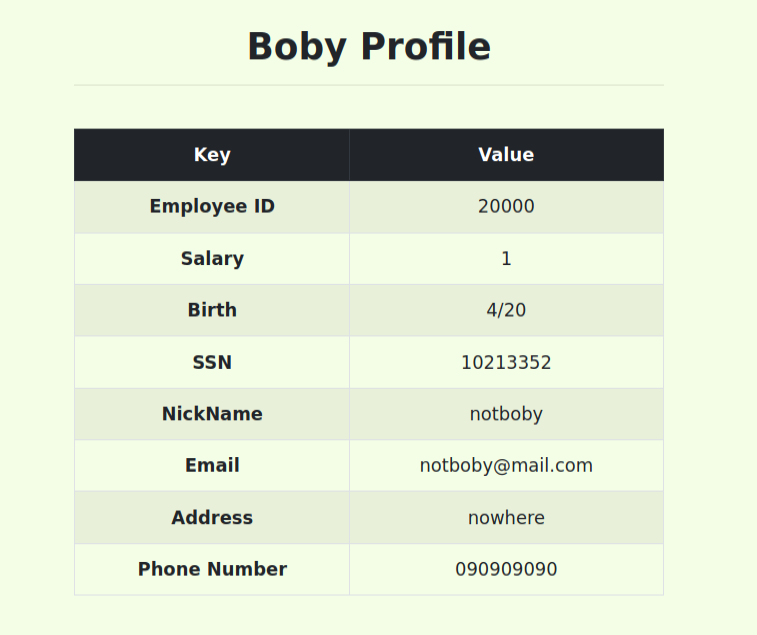 Boby Profile
Key Value
Employee ID 20000
Salary 1
Birth 4/20
SSN 10213352
NickName notboby
Email notboby@mail.com
Address nowhere
Phone Number 090909090